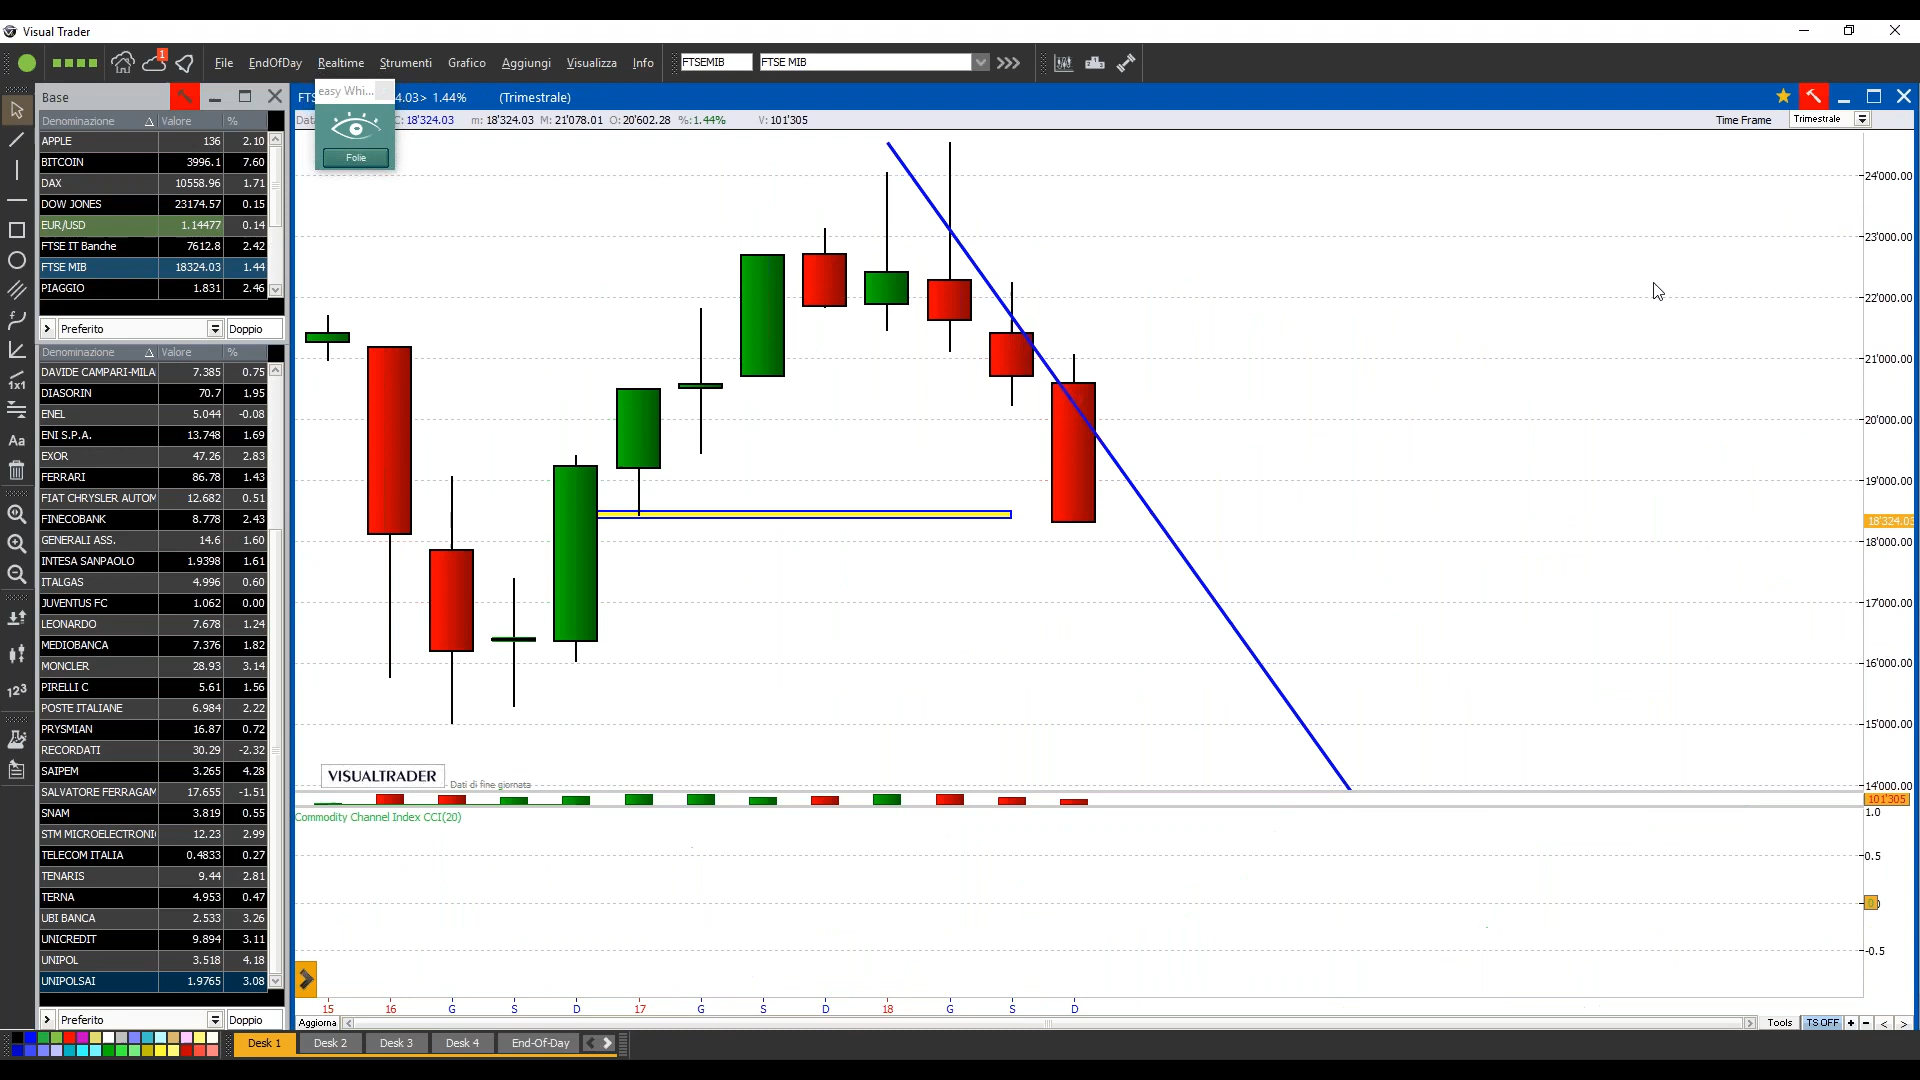 Visual Trader
1
File EndOfDay Realtime Strumenti Grafico Aggiungi Visualizza Info FTSEMIB FTSE MIB
Base
easy Whi...
Folie
4.03> 1.44% (Trimestrale)
C: 18'324.03 m: 18'324.03 M: 21'078.01 O: 20'602.28 %:1.44% V: 101'305
Time Frame Trimestrale
Denominazione Valore %
APPLE 136 2.10
BITCOIN 3996.1 7.60
DAX 10558.96 1.71
DOW JONES 23174.57 0.15
EUR/USD 1.14477 0.14
FTSE IT Banche 7612.8 2.42
FTSE MIB 18324.03 1.44
PIAGGIO 1.831 2.46
Preferito Doppio
Denominazione Valore %
DAVIDE CAMPARI-MILA 7.385 0.75
DIASORIN 70.7 1.95
ENEL 5.044 -0.08
ENI S.P.A. 13.748 1.69
EXOR 47.26 2.83
FERRARI 86.78 1.43
FIAT CHRYSLER AUTOM 12.682 0.51
FINECOBANK 8.778 2.43
GENERALI ASS. 14.6 1.60
INTESA SANPAOLO 1.9398 1.61
ITALGAS 4.996 0.60
JUVENTUS FC 1.062 0.00
LEONARDO 7.678 1.24
MEDIOBANCA 7.376 1.82
MONCLER 28.93 3.14
PIRELLI C 5.61 1.56
POSTE ITALIANE 6.984 2.22
PRYSMIAN 16.87 0.72
RECORDATI 30.29 -2.32
SAIPEM 3.265 4.28
SALVATORE FERRAGAM 17.655 -1.51
SNAM 3.819 0.55
STM MICROELECTRONI 12.23 2.99
TELECOM ITALIA 0.4833 0.27
TENARIS 9.44 2.81
TERNA 4.953 0.47
UBI BANCA 2.533 3.26
UNICREDIT 9.894 3.11
UNIPOL 3.518 4.18
UNIPOLSAI 1.9765 3.08
Preferito Doppio
1x1
Aa
123
24'000.00
23'000.00
22'000.00
21'000.00
20'000.00
19'000.00
18'324.03
18'000.00
17'000.00
16'000.00
15'000.00
14'000.00
VISUALTRADER
Dati di fine giornata
101'305
Commodity Channel Index CCI(20)
1.0
0.5
-0.5
15 16 G S D 17 G S D 18 G S D
Aggiorna
Tools TS OFF + - < >
Desk 1 Desk 2 Desk 3 Desk 4 End-Of-Day